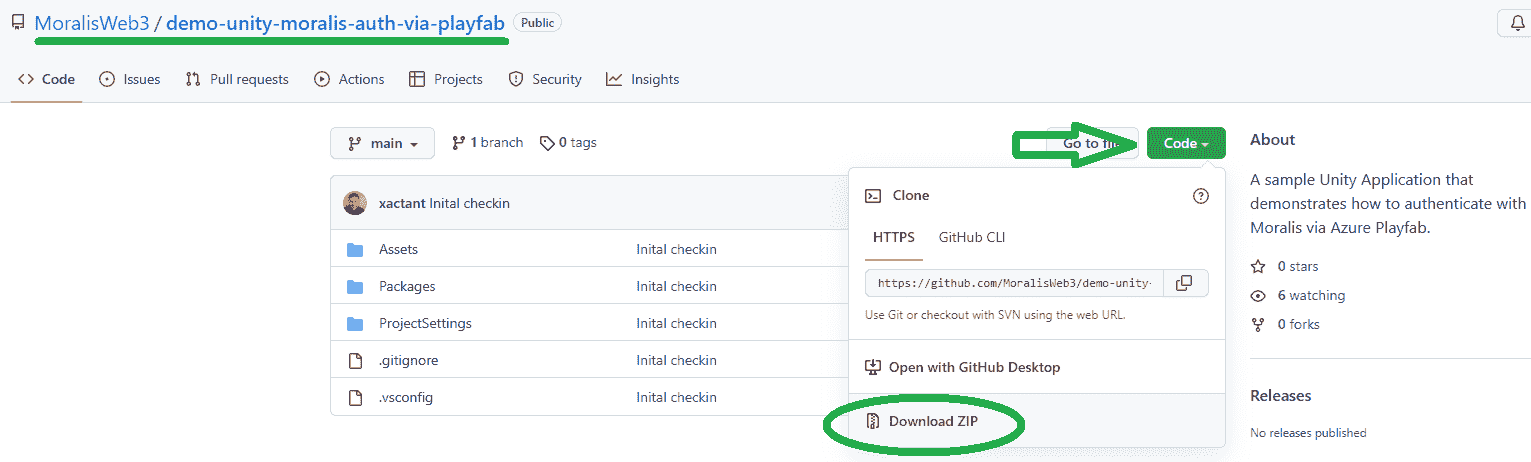 MoralisWeb3 / demo-unity-moralis-auth-via-playfab Public
Code Issues Pull requests Actions Projects Security Insights
main 1 branch 0 tags Go to fil Code
xactant Inital checkin
Assets Inital checkin
Packages Inital checkin
ProjectSettings Inital checkin
.gitignore Inital checkin
.vsconfig Inital checkin
Clone
HTTPS GitHub CLI
https://github.com/MoralisWeb3/demo-unity-
Use Git or checkout with SVN using the web URL.
Open with GitHub Desktop
Download ZIP
About
A sample Unity Application that
demonstrates how to authenticate with
Moralis via Azure Playfab.
0 stars
6 watching
0 forks
Releases
No releases published